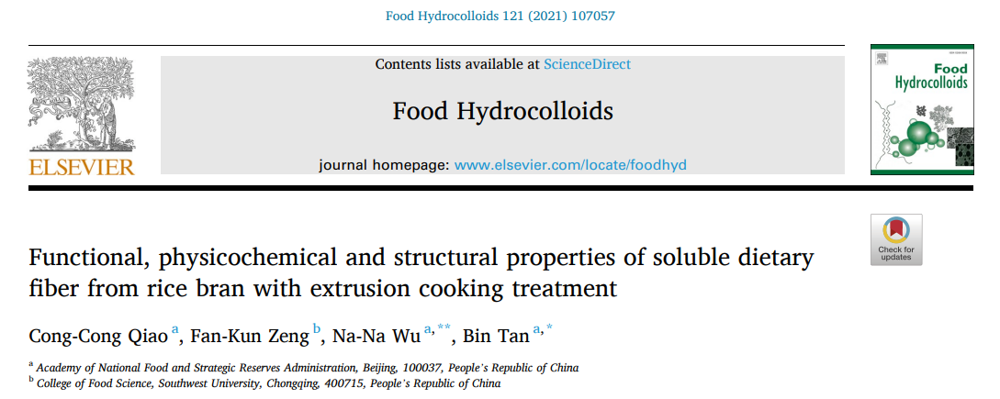 Food Hydrocolloids 121 (2021) 107057
Contents lists available at ScienceDirect
Food Hydrocolloids
journal homepage: www.elsevier.com/locate/foodhyd
ELSEVIER
Food
Hydrocolloids
Check for
updates
Functional, physicochemical and structural properties of soluble dietary
fiber from rice bran with extrusion cooking treatment
Cong-Cong Qiao a, Fan-Kun Zeng b, Na-Na Wu a,**, Bin Tan a,*
a Academy of National Food and Strategic Reserves Administration, Beijing, 100037, People's Republic of China
b College of Food Science, Southwest University, Chongqing, 400715, People's Republic of China